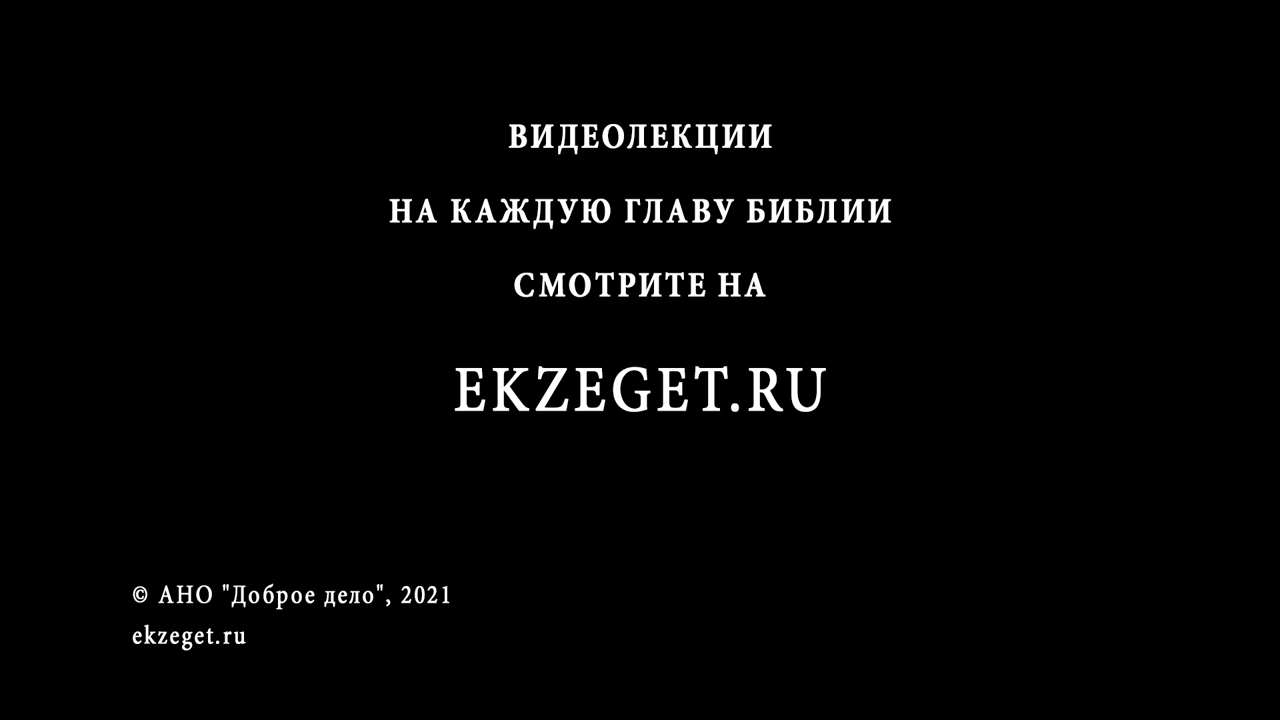 ВИДЕОЛЕКЦИИ
НА КАЖДУЮ ГЛАВУ БИБЛИИ
СМОТРИТЕ НА
EKZEGET.RU
© АНО "Доброе дело", 2021
ekzeget.ru